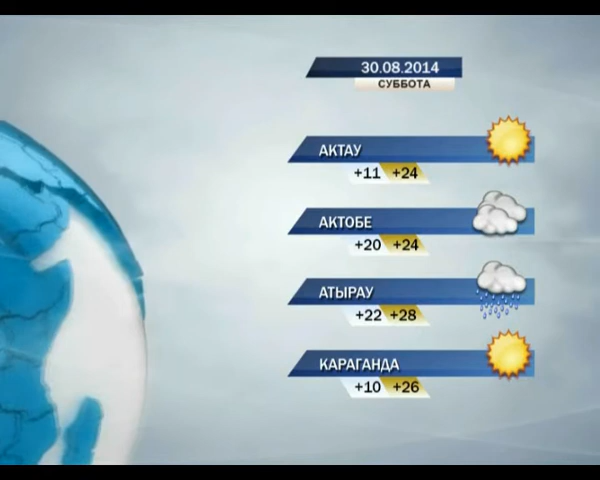 30.08.2014
СУББОТА
АКТАУ
+11 +24
АКТОБЕ
+20 +24
АТЫРАУ
+22 +28
КАРАГАНДА
+10 +26